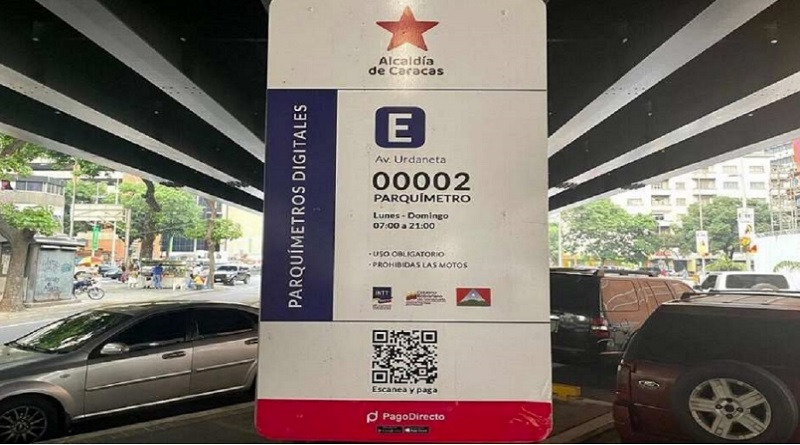 Alcaldía
de Caracas
PARQUÍMETROS DIGITALES
E
Av. Urdaneta
00002
PARQUÍMETRO
Lunes - Domingo
07:00 a 21:00
· USO OBLIGATORIO
· PROHIBIDAS LAS MOTOS
INTT
Escanea y paga
PagoDirecto